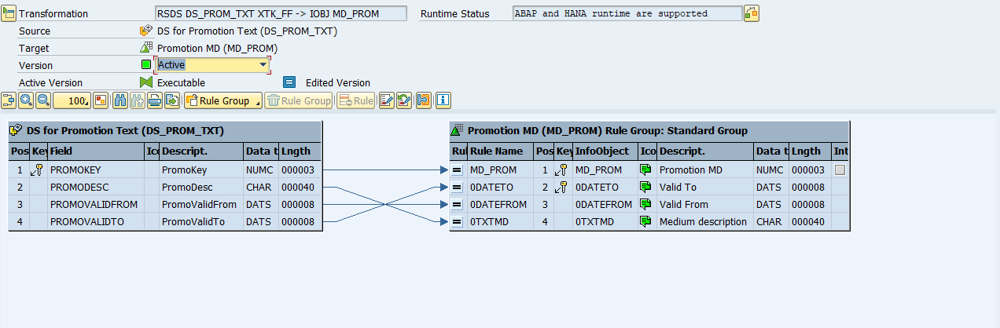 Transformation RSDS DS_PROM_TXT XTK_FF -> IOBJ MD_PROM Runtime Status ABAP and HANA runtime are supported
Source DS for Promotion Text (DS_PROM_TXT)
Target Promotion MD (MD_PROM)
Version Active
Active Version Executable Edited Version
100 Rule Group Rule Group Rule
DS for Promotion Text (DS_PROM_TXT) Promotion MD (MD_PROM) Rule Group: Standard Group
Pos Key Field Ico Descript. Data t Lngth Rul Rule Name Pos Key InfoObject Ico Descript. Data t Lngth Int
1 PROMOKEY PromoKey NUMC 000003 MD_PROM 1 MD_PROM Promotion MD NUMC 000003
2 PROMODESC PromoDesc CHAR 000040 0DATETO 2 0DATETO Valid To DATS 000008
3 PROMOVALIDFROM PromoValidFrom DATS 000008 0DATEFROM 3 0DATEFROM Valid From DATS 000008
4 PROMOVALIDTO PromoValidTo DATS 000008 0TXTMD 4 0TXTMD Medium description CHAR 000040